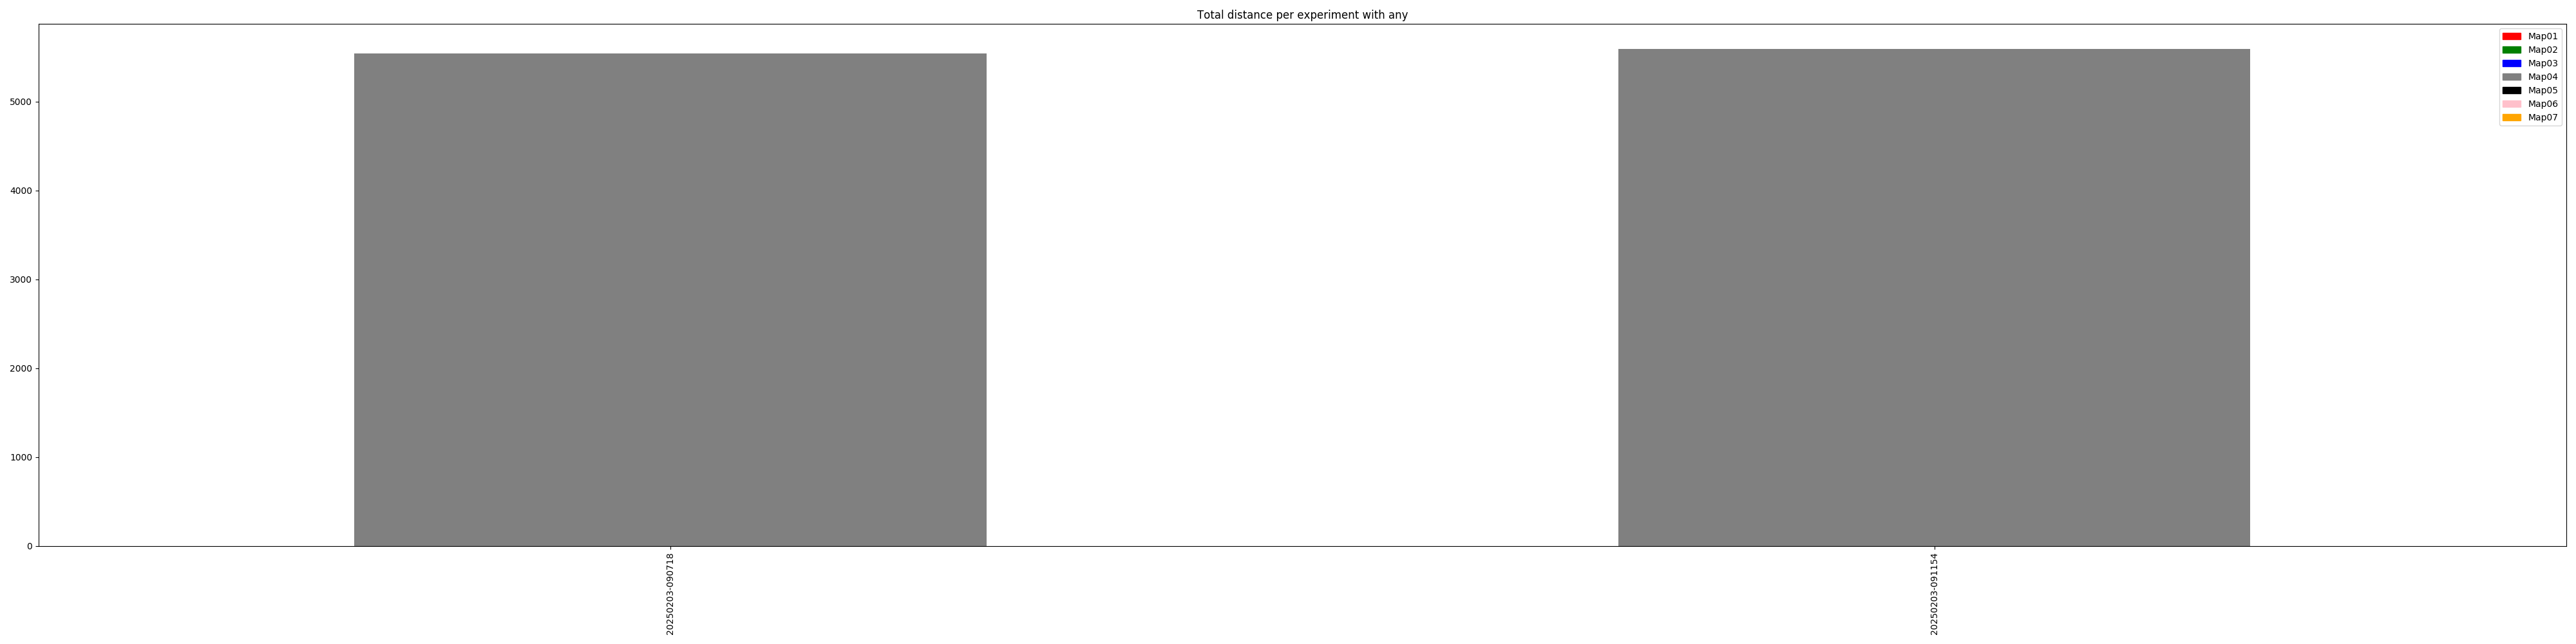 Total distance per experiment with any
Map01
Map02
Map03
Map04
Map05
Map06
Map07
5000
4000
3000
2000
1000
0
20250203-090718
20250203-091154